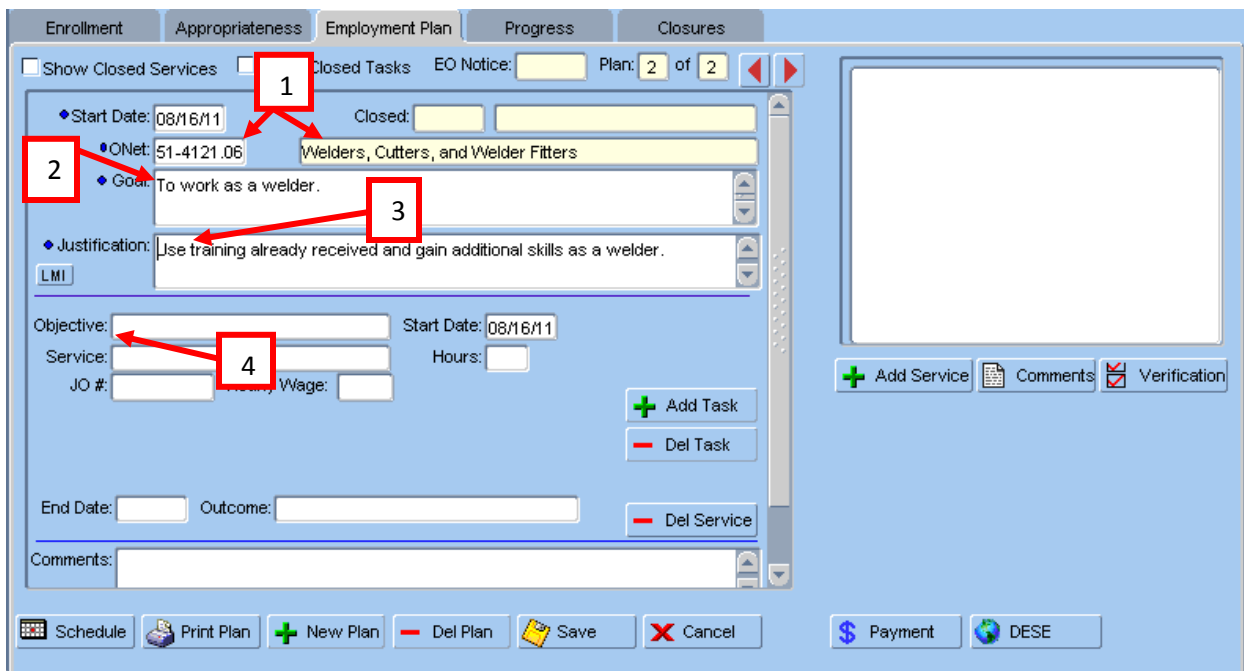 Enrollment Appropriateness Employment Plan Progress Closures
Show Closed Services Closed Tasks EO Notice: Plan: 2 of 2
1
Start Date: 08/16/11 Closed:
ONet: 51-4121.06 Welders, Cutters, and Welder Fitters
2
Goal: To work as a welder.
3
Justification: Use training already received and gain additional skills as a welder.
LMI
Objective: Start Date: 08/16/11
Service: Hours:
4
JO #: Wage:
Add Service Comments Verification
Add Task
Del Task
End Date: Outcome:
Del Service
Comments:
Schedule Print Plan New Plan Del Plan Save Cancel Payment DESE